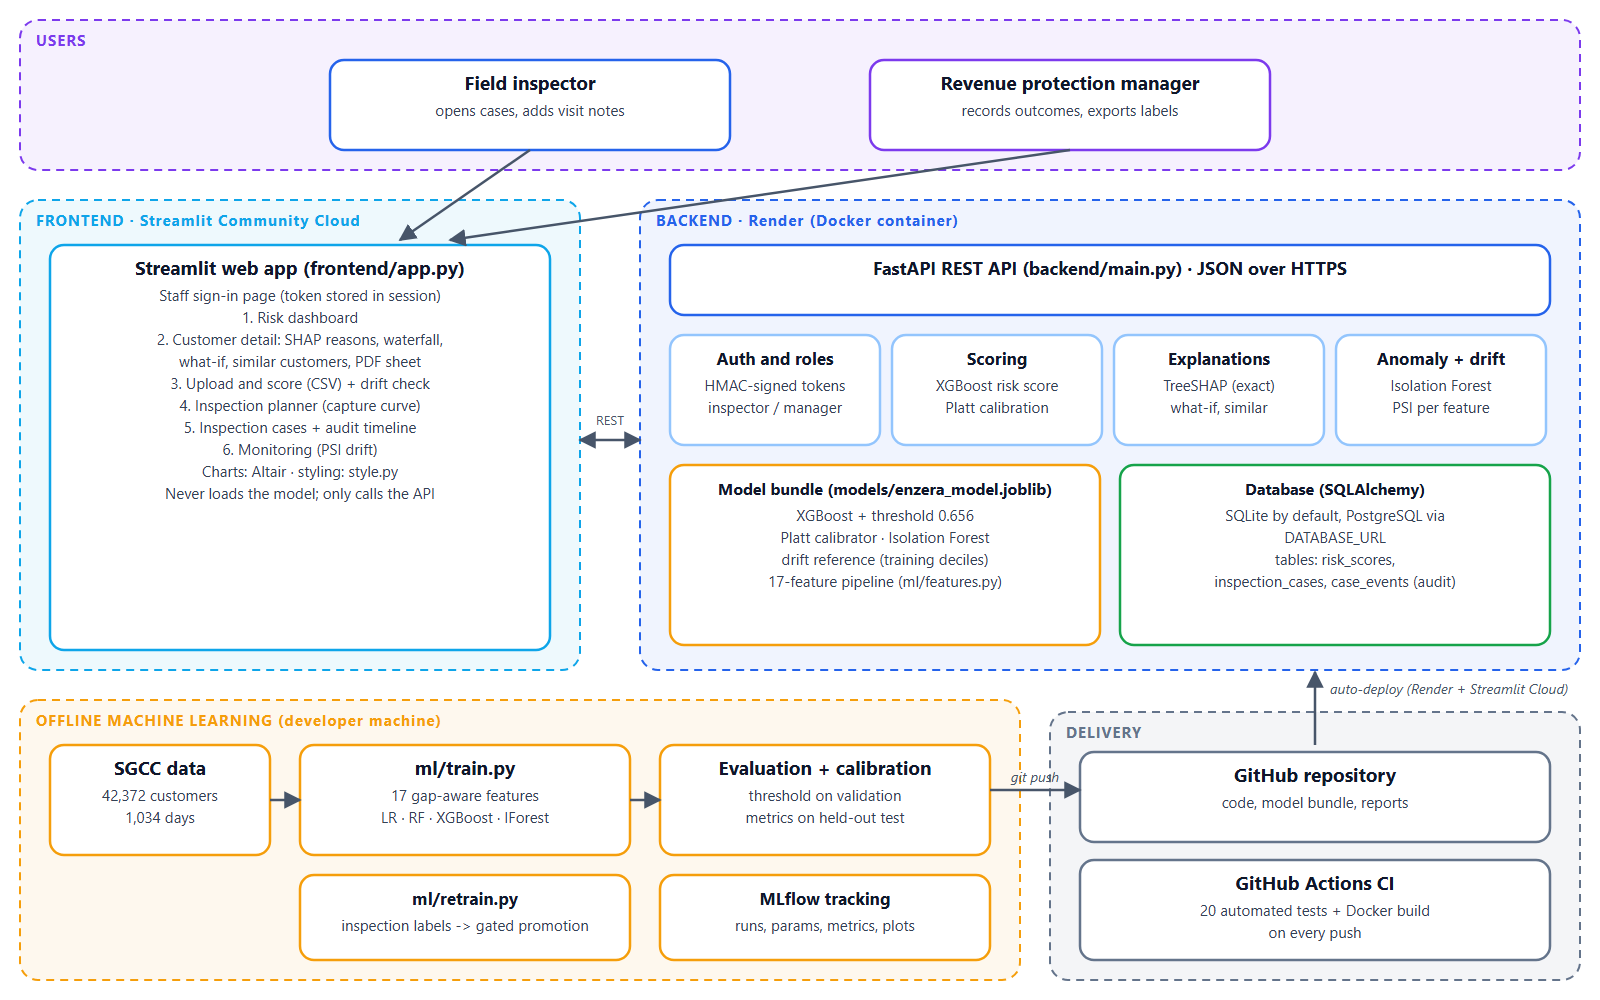 USERS
Field inspector
opens cases, adds visit notes
Revenue protection manager
records outcomes, exports labels
FRONTEND · Streamlit Community Cloud
Streamlit web app (frontend/app.py)
Staff sign-in page (token stored in session)
1. Risk dashboard
2. Customer detail: SHAP reasons, waterfall,
what-if, similar customers, PDF sheet
3. Upload and score (CSV) + drift check
4. Inspection planner (capture curve)
5. Inspection cases + audit timeline
6. Monitoring (PSI drift)
Charts: Altair · styling: style.py
Never loads the model; only calls the API
REST
BACKEND · Render (Docker container)
FastAPI REST API (backend/main.py) · JSON over HTTPS
Auth and roles
HMAC-signed tokens
inspector / manager
Scoring
XGBoost risk score
Platt calibration
Explanations
TreeSHAP (exact)
what-if, similar
Anomaly + drift
Isolation Forest
PSI per feature
Model bundle (models/enzera_model.joblib)
XGBoost + threshold 0.656
Platt calibrator · Isolation Forest
drift reference (training deciles)
17-feature pipeline (ml/features.py)
Database (SQLAlchemy)
SQLite by default, PostgreSQL via
DATABASE_URL
tables: risk_scores,
inspection_cases, case_events (audit)
auto-deploy (Render + Streamlit Cloud)
OFFLINE MACHINE LEARNING (developer machine)
SGCC data
42,372 customers
1,034 days
ml/train.py
17 gap-aware features
LR · RF · XGBoost · IForest
Evaluation + calibration
threshold on validation
metrics on held-out test
ml/retrain.py
inspection labels -> gated promotion
MLflow tracking
runs, params, metrics, plots
git push
DELIVERY
GitHub repository
code, model bundle, reports
GitHub Actions CI
20 automated tests + Docker build
on every push